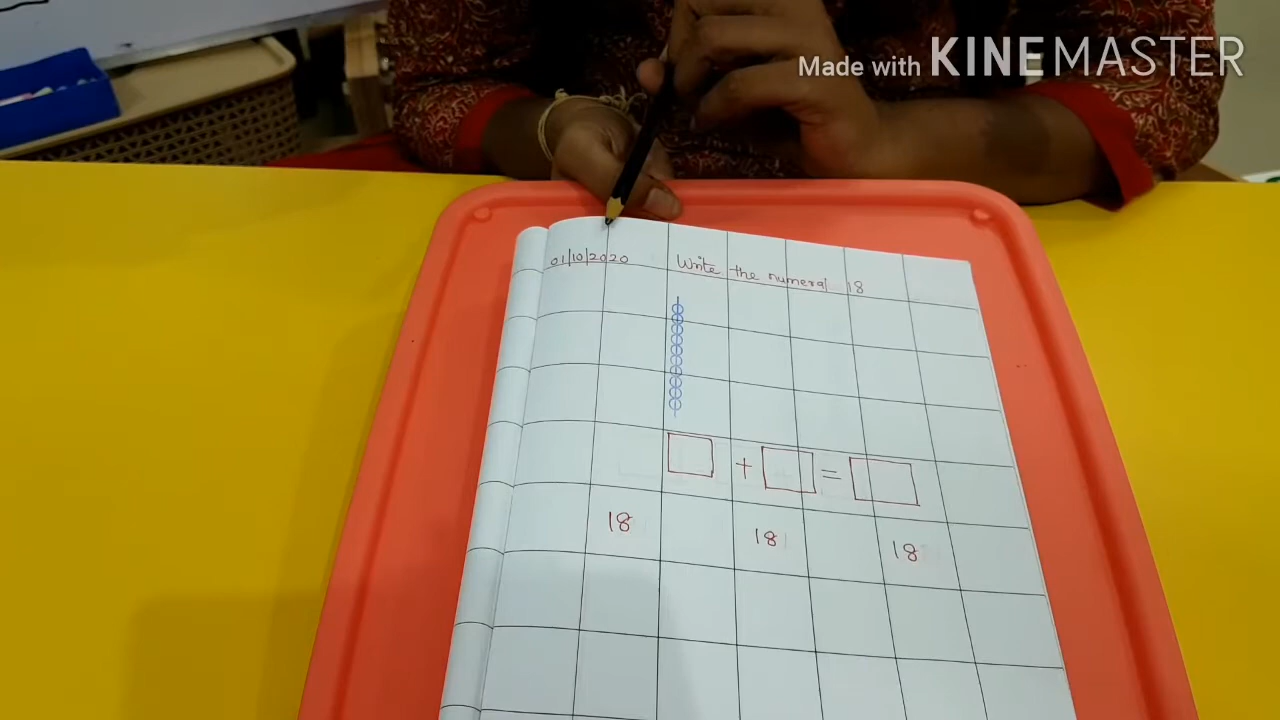 Made with KINEMASTER
01/10/2020 Write the numeral 18
+ =
18 18 18